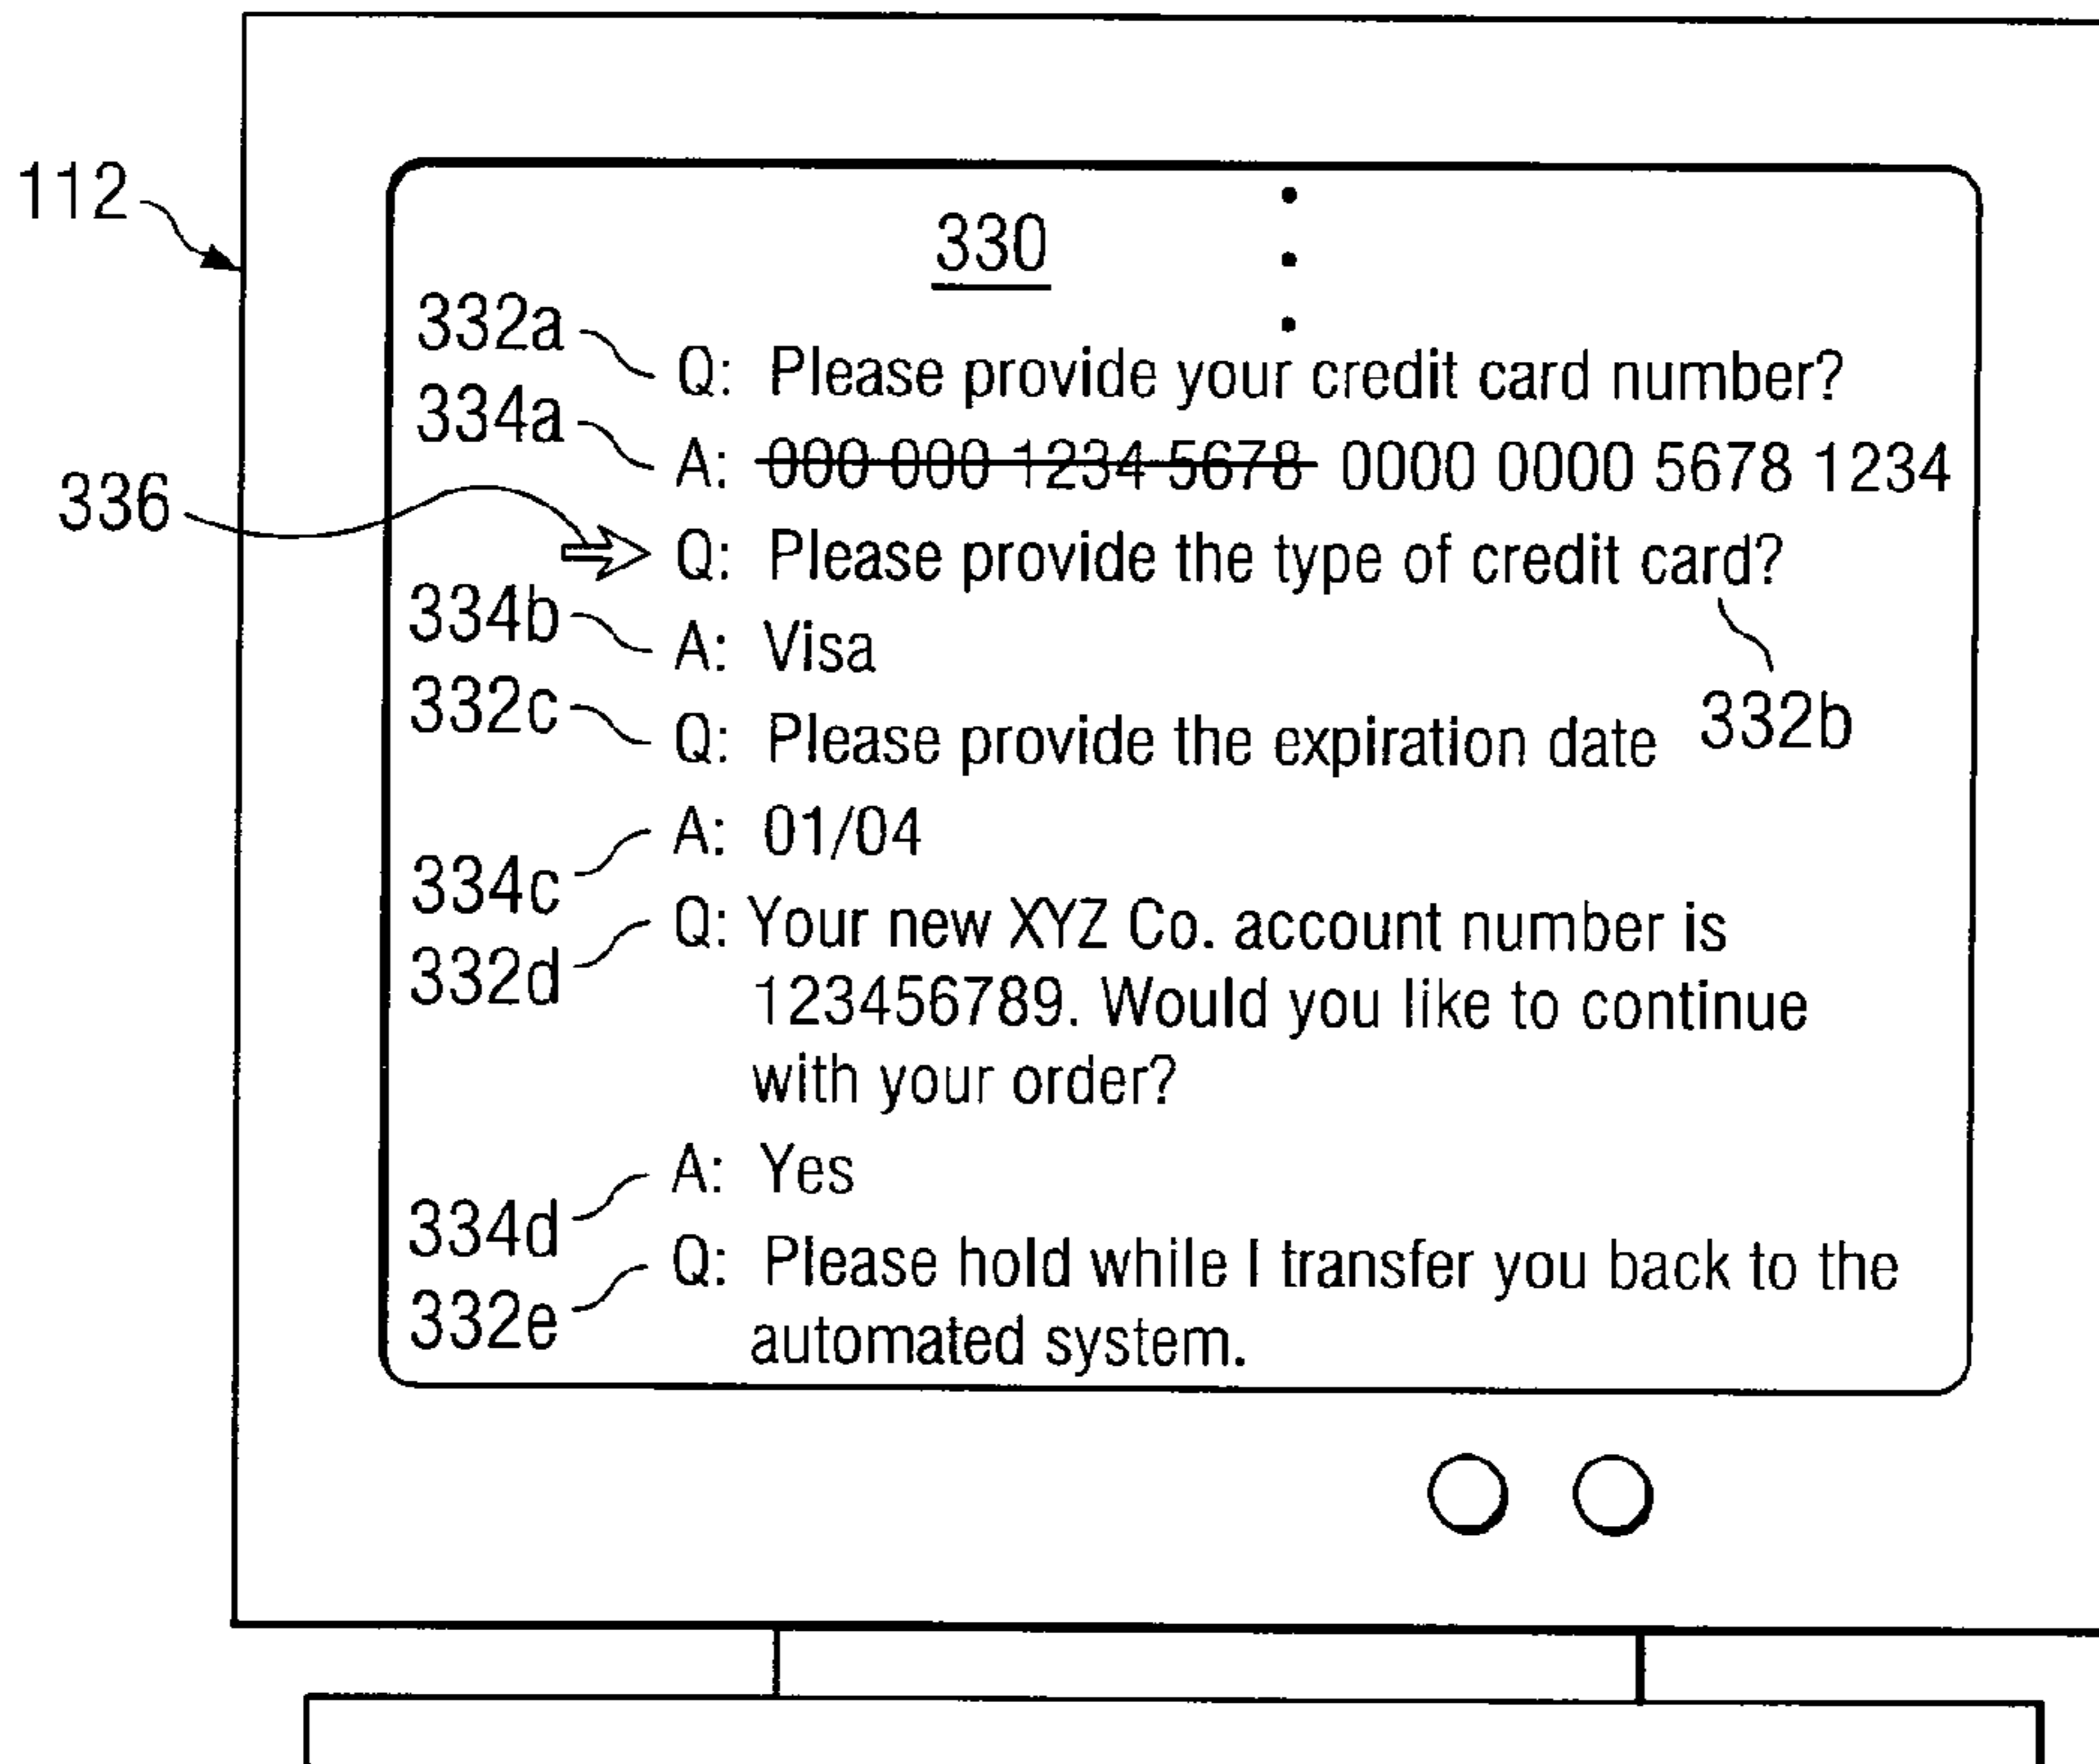 112
330
332a
Q: Please provide your credit card number?
334a
A: 000 000 1234 5678 0000 0000 5678 1234
336
Q: Please provide the type of credit card?
334b
A: Visa
332b
332c
Q: Please provide the expiration date
A: 01/04
334c
Q: Your new XYZ Co. account number is
332d
123456789. Would you like to continue
with your order?
A: Yes
334d
Q: Please hold while I transfer you back to the
332e
automated system.